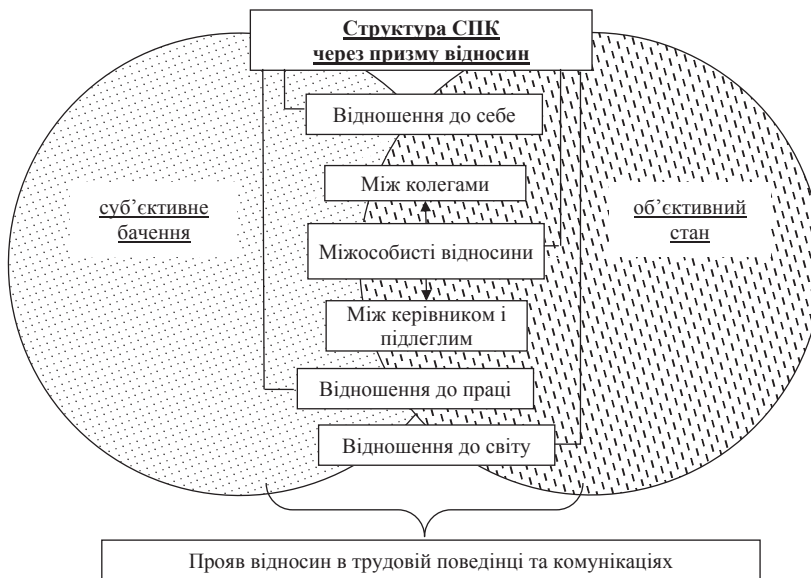 Структура СПК
через призму відносин
Відношення до себе
Між колегами
суб’єктивне
бачення
об’єктивний
стан
Міжособисті відносини
Між керівником і
підлеглим
Відношення до праці
Відношення до світу
Прояв відносин в трудовій поведінці та комунікаціях